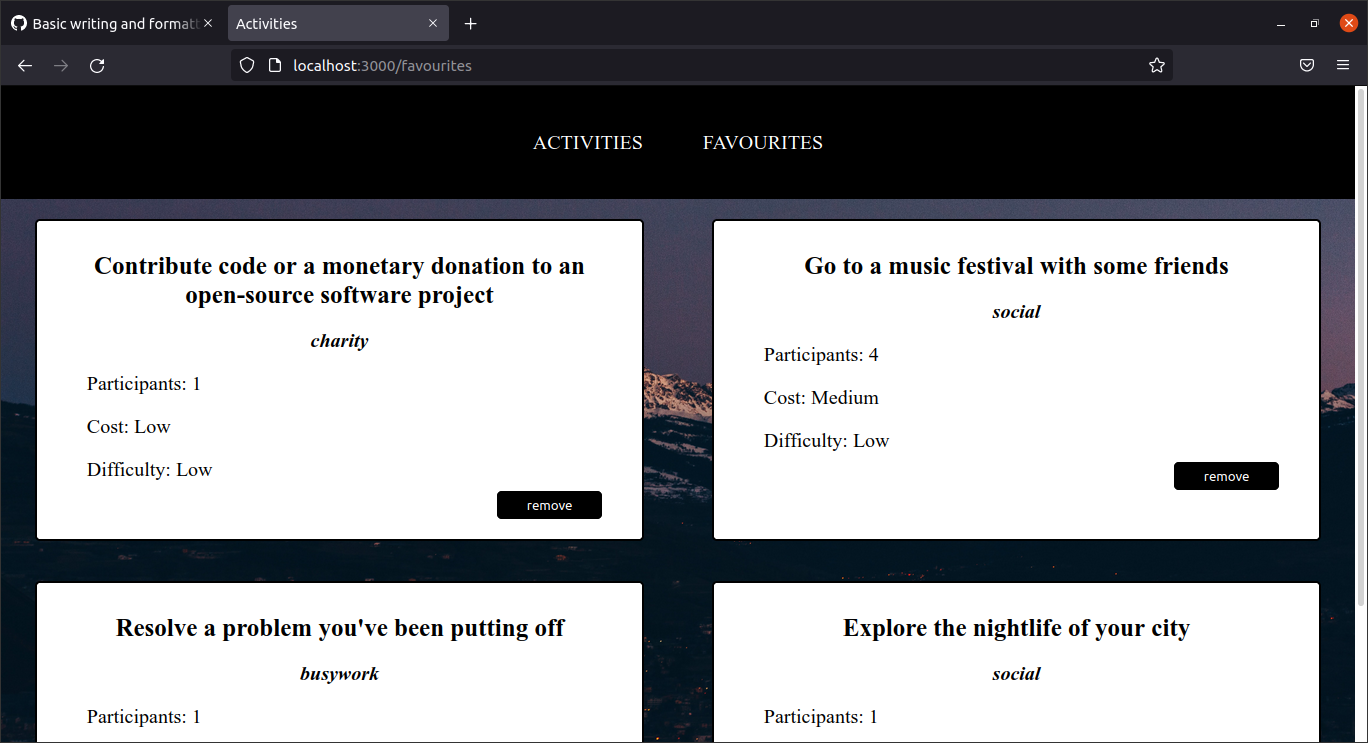 Basic writing and formatt
Activities
localhost:3000/favourites
ACTIVITIES
FAVOURITES
Contribute code or a monetary donation to an
open-source software project
charity
Participants: 1
Cost: Low
Difficulty: Low
remove
Go to a music festival with some friends
social
Participants: 4
Cost: Medium
Difficulty: Low
remove
Resolve a problem you've been putting off
busywork
Participants: 1
Explore the nightlife of your city
social
Participants: 1